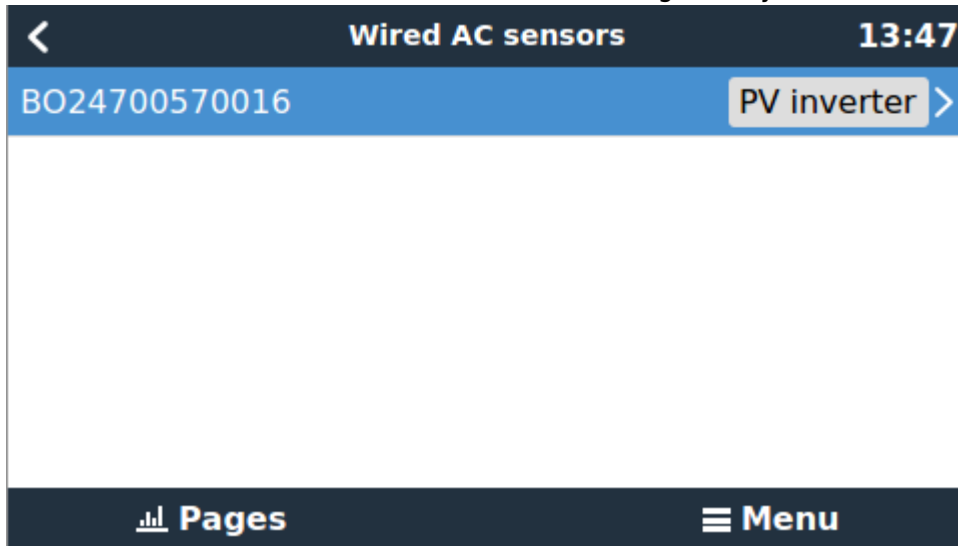 Wired AC sensors 13:47
BO24700570016 PV inverter
Pages Menu